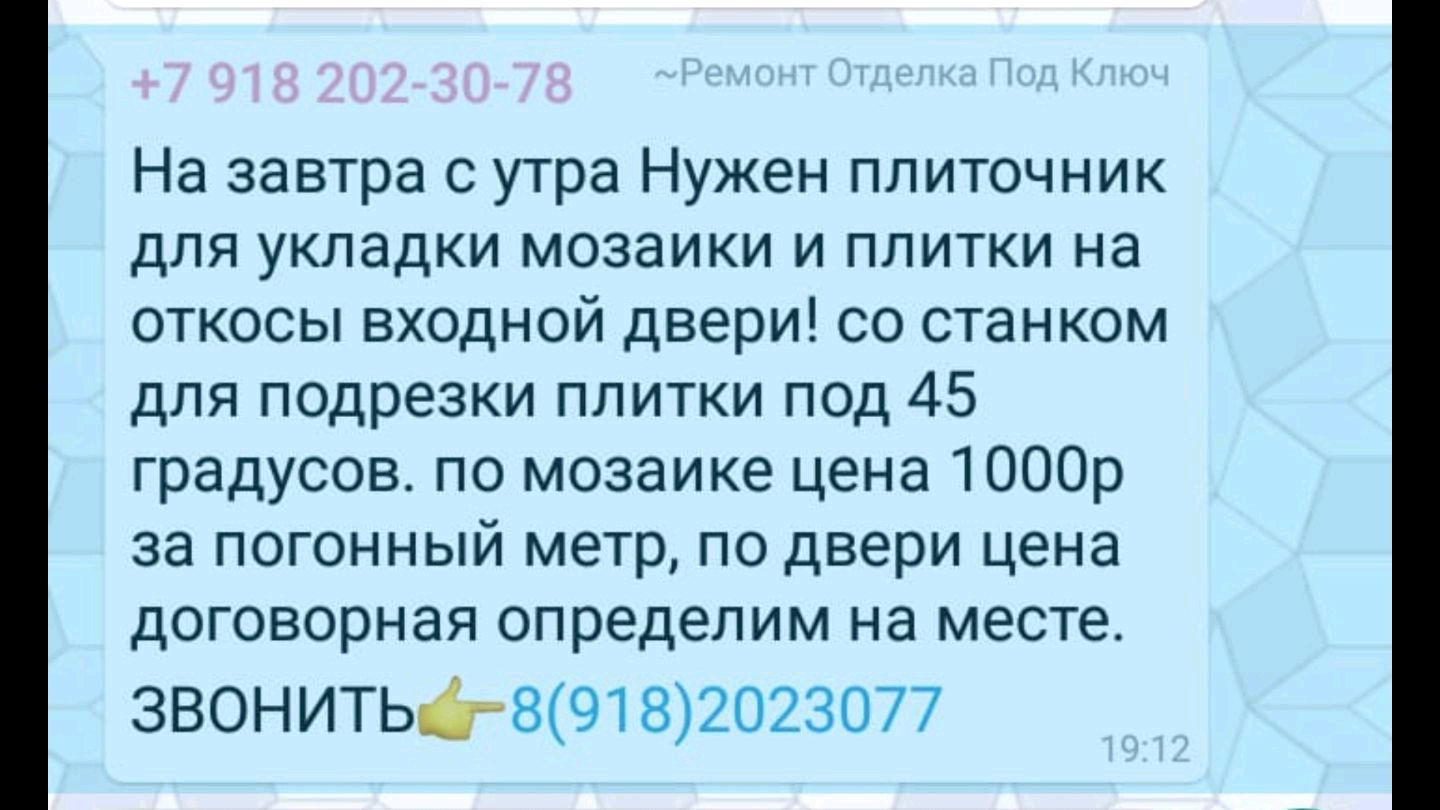 +7 918 202-30-78 ~Ремонт Отделка Под Ключ
На завтра с утра Нужен плиточник
для укладки мозаики и плитки на
откосы входной двери! со станком
для подрезки плитки под 45
градусов. по мозаике цена 1000р
за погонный метр, по двери цена
договорная определим на месте.
ЗВОНИТЬ👉8(918)2023077
19:12